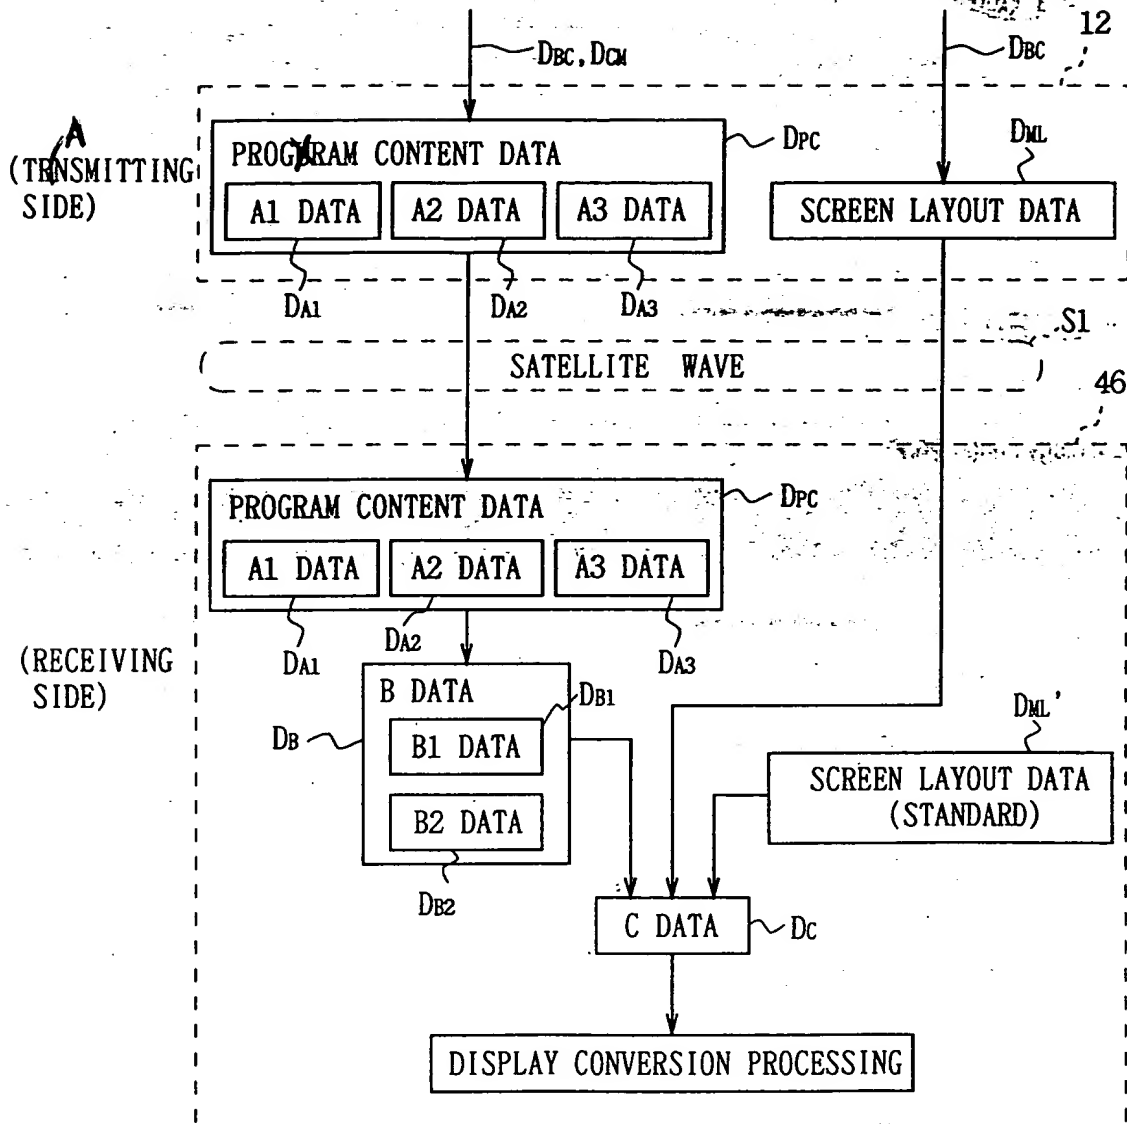 12
DBC, DCM
DBC
(TRNSMITTING
A
SIDE)
PROGRAM CONTENT DATA
DPC
DML
A1 DATA
A2 DATA
A3 DATA
SCREEN LAYOUT DATA
DA1
DA2
DA3
S1
SATELLITE WAVE
46
PROGRAM CONTENT DATA
DPC
A1 DATA
A2 DATA
A3 DATA
DA1
DA2
DA3
(RECEIVING
SIDE)
B DATA
DB1
DB
B1 DATA
DML'
SCREEN LAYOUT DATA
(STANDARD)
B2 DATA
DB2
C DATA
DC
DISPLAY CONVERSION PROCESSING